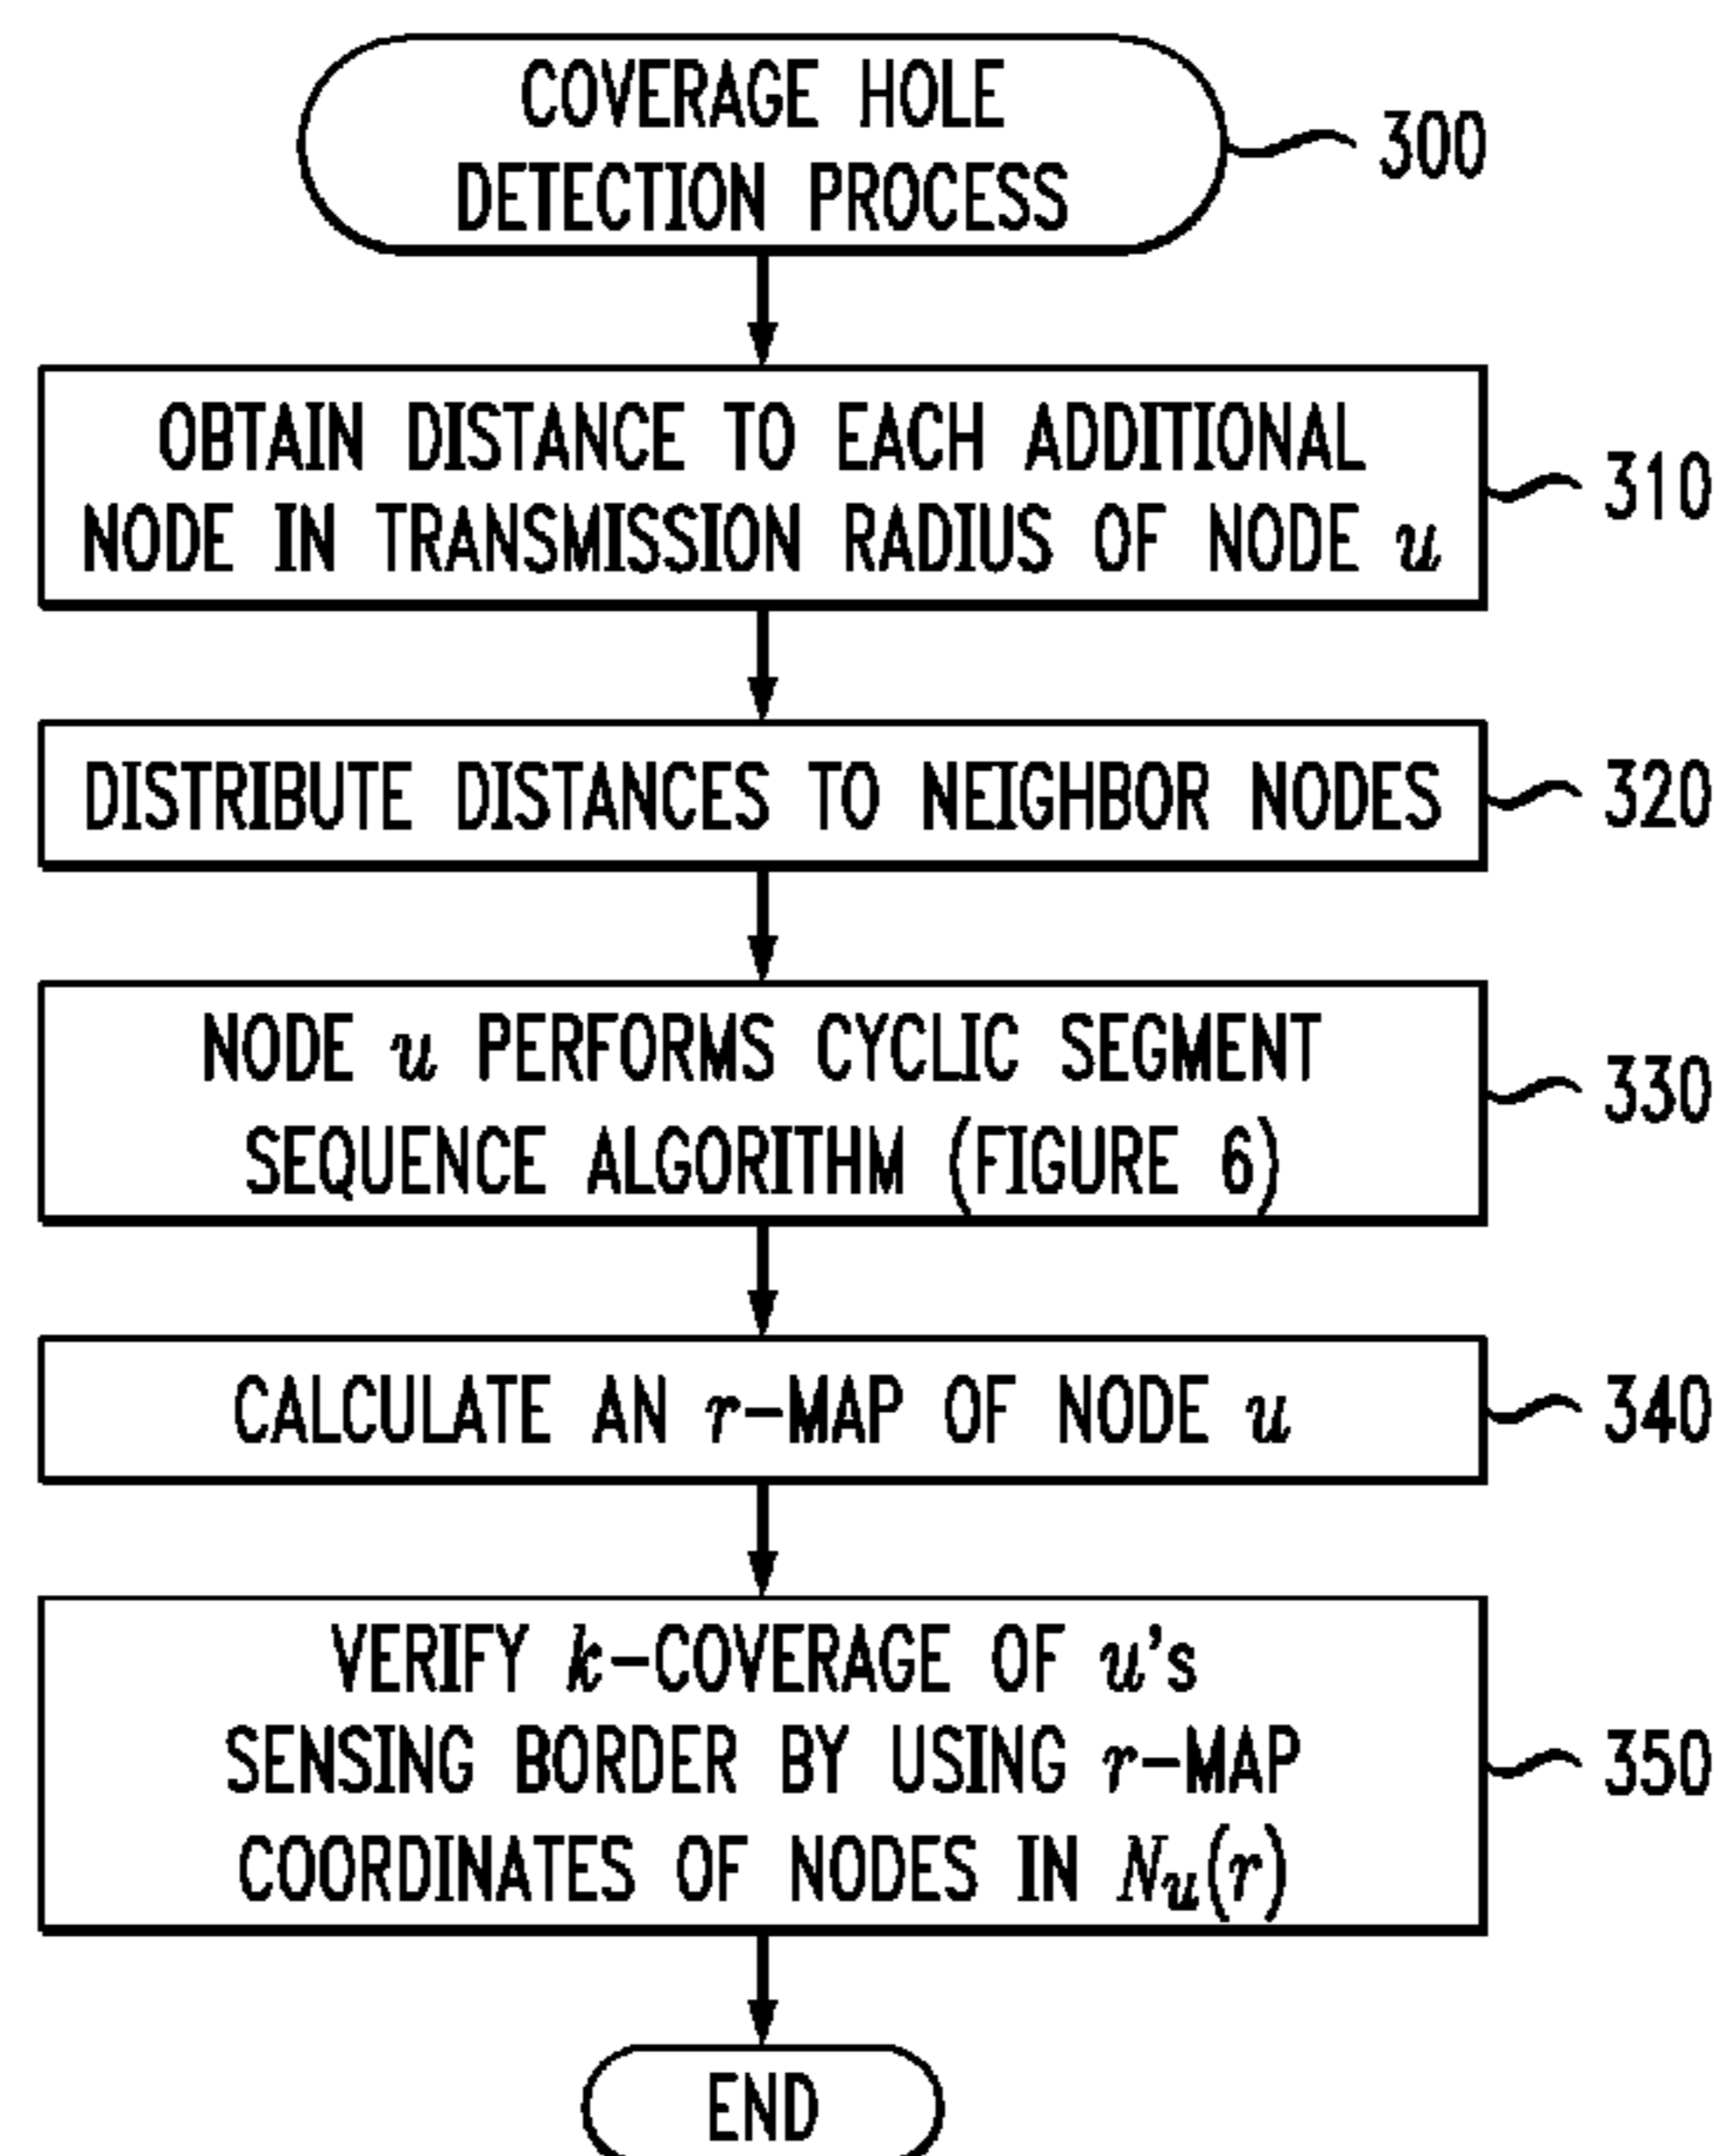 COVERAGE HOLE
DETECTION PROCESS
300
OBTAIN DISTANCE TO EACH ADDITIONAL
NODE IN TRANSMISSION RADIUS OF NODE u
310
DISTRIBUTE DISTANCES TO NEIGHBOR NODES
320
NODE u PERFORMS CYCLIC SEGMENT
SEQUENCE ALGORITHM (FIGURE 6)
330
CALCULATE AN r-MAP OF NODE u
340
VERIFY k-COVERAGE OF u's
SENSING BORDER BY USING r-MAP
COORDINATES OF NODES IN Nu(r)
350
END